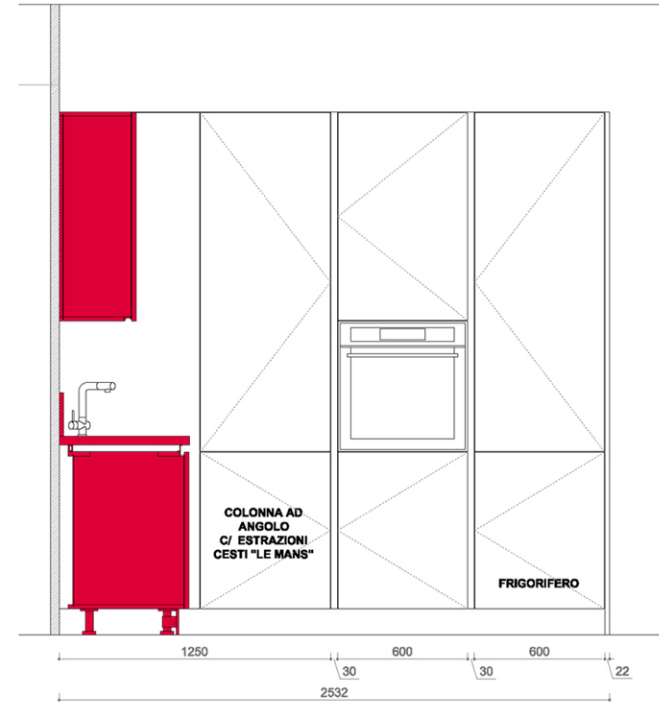 COLONNA AD
ANGOLO
C/ ESTRAZIONI
CESTI "LE MANS"
FRIGORIFERO
1250 30 600 30 600 22
2532